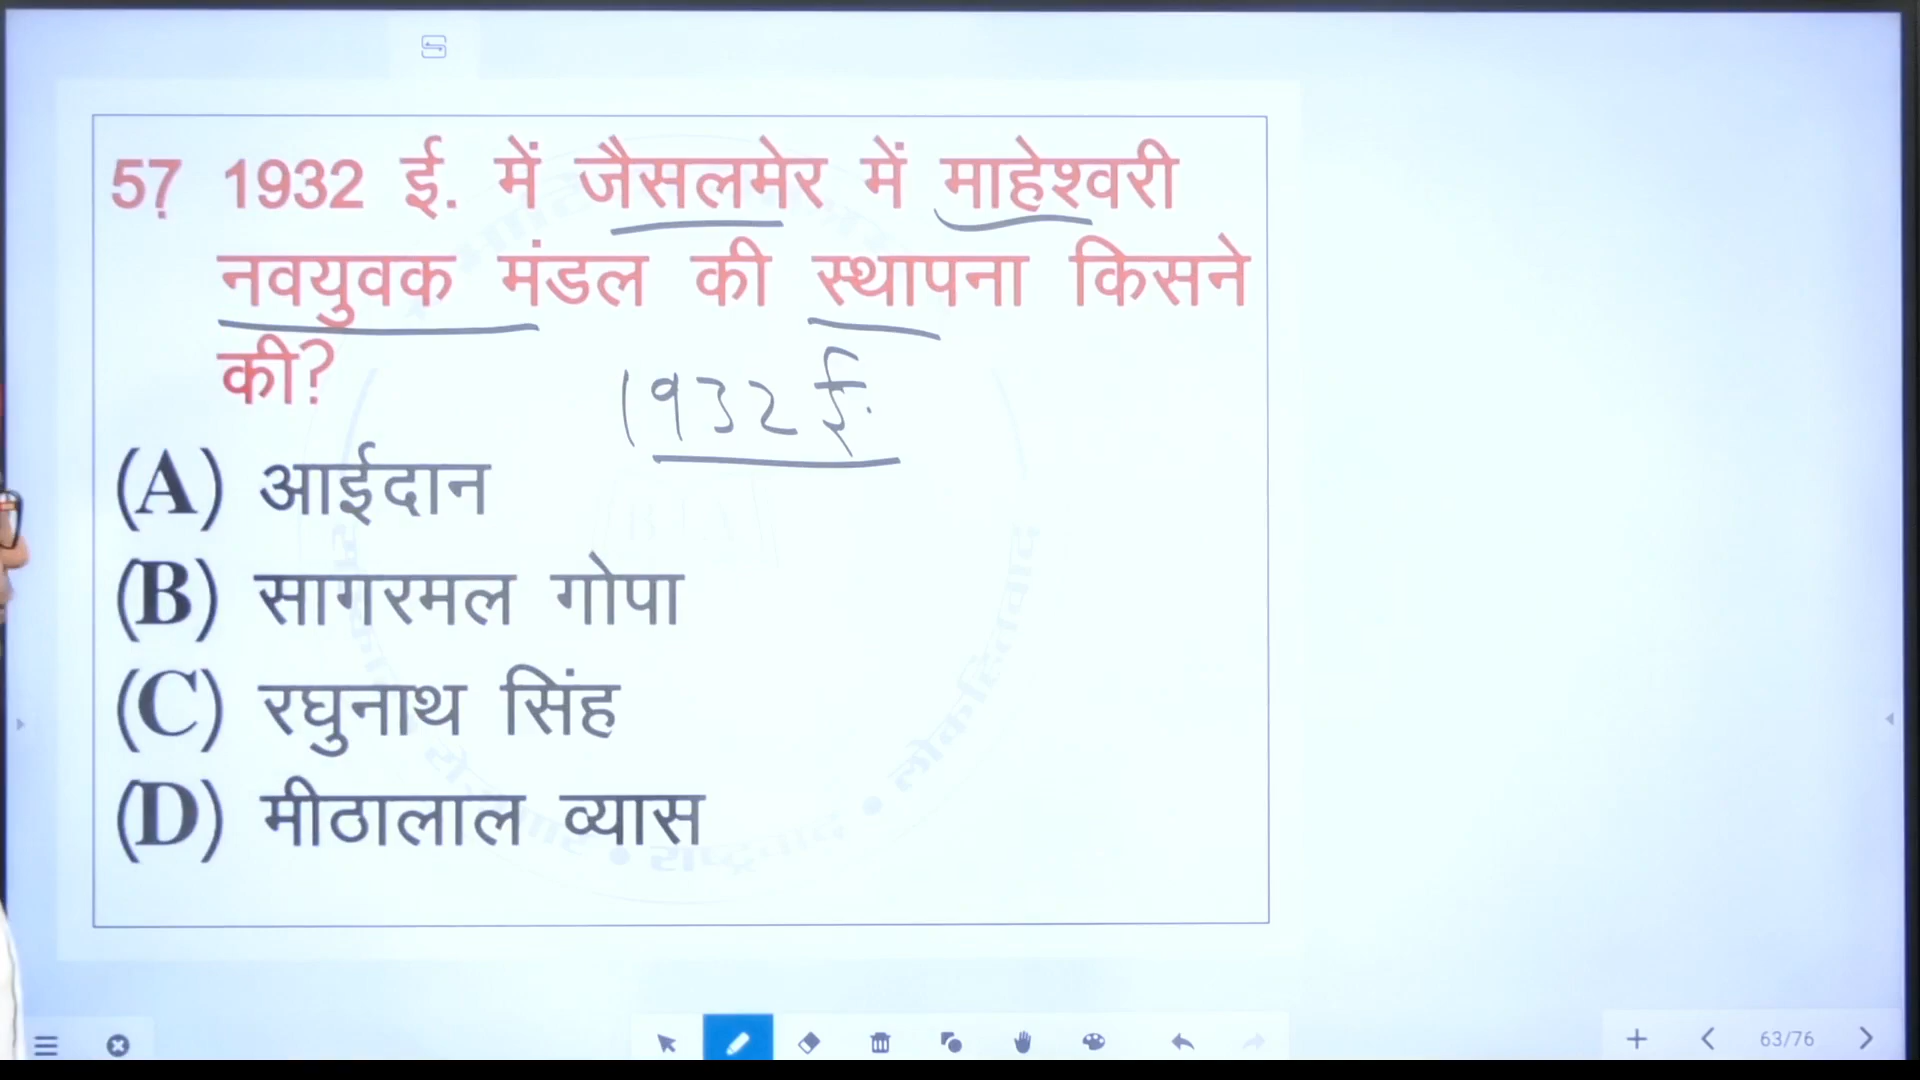 57. 1932 ई. में जैसलमेर में माहेश्वरी
नवयुवक मंडल की स्थापना किसने
की?
1932 ई.
(A) आईदान
(B) सागरमल गोपा
(C) रघुनाथ सिंह
(D) मीठालाल व्यास
63/76